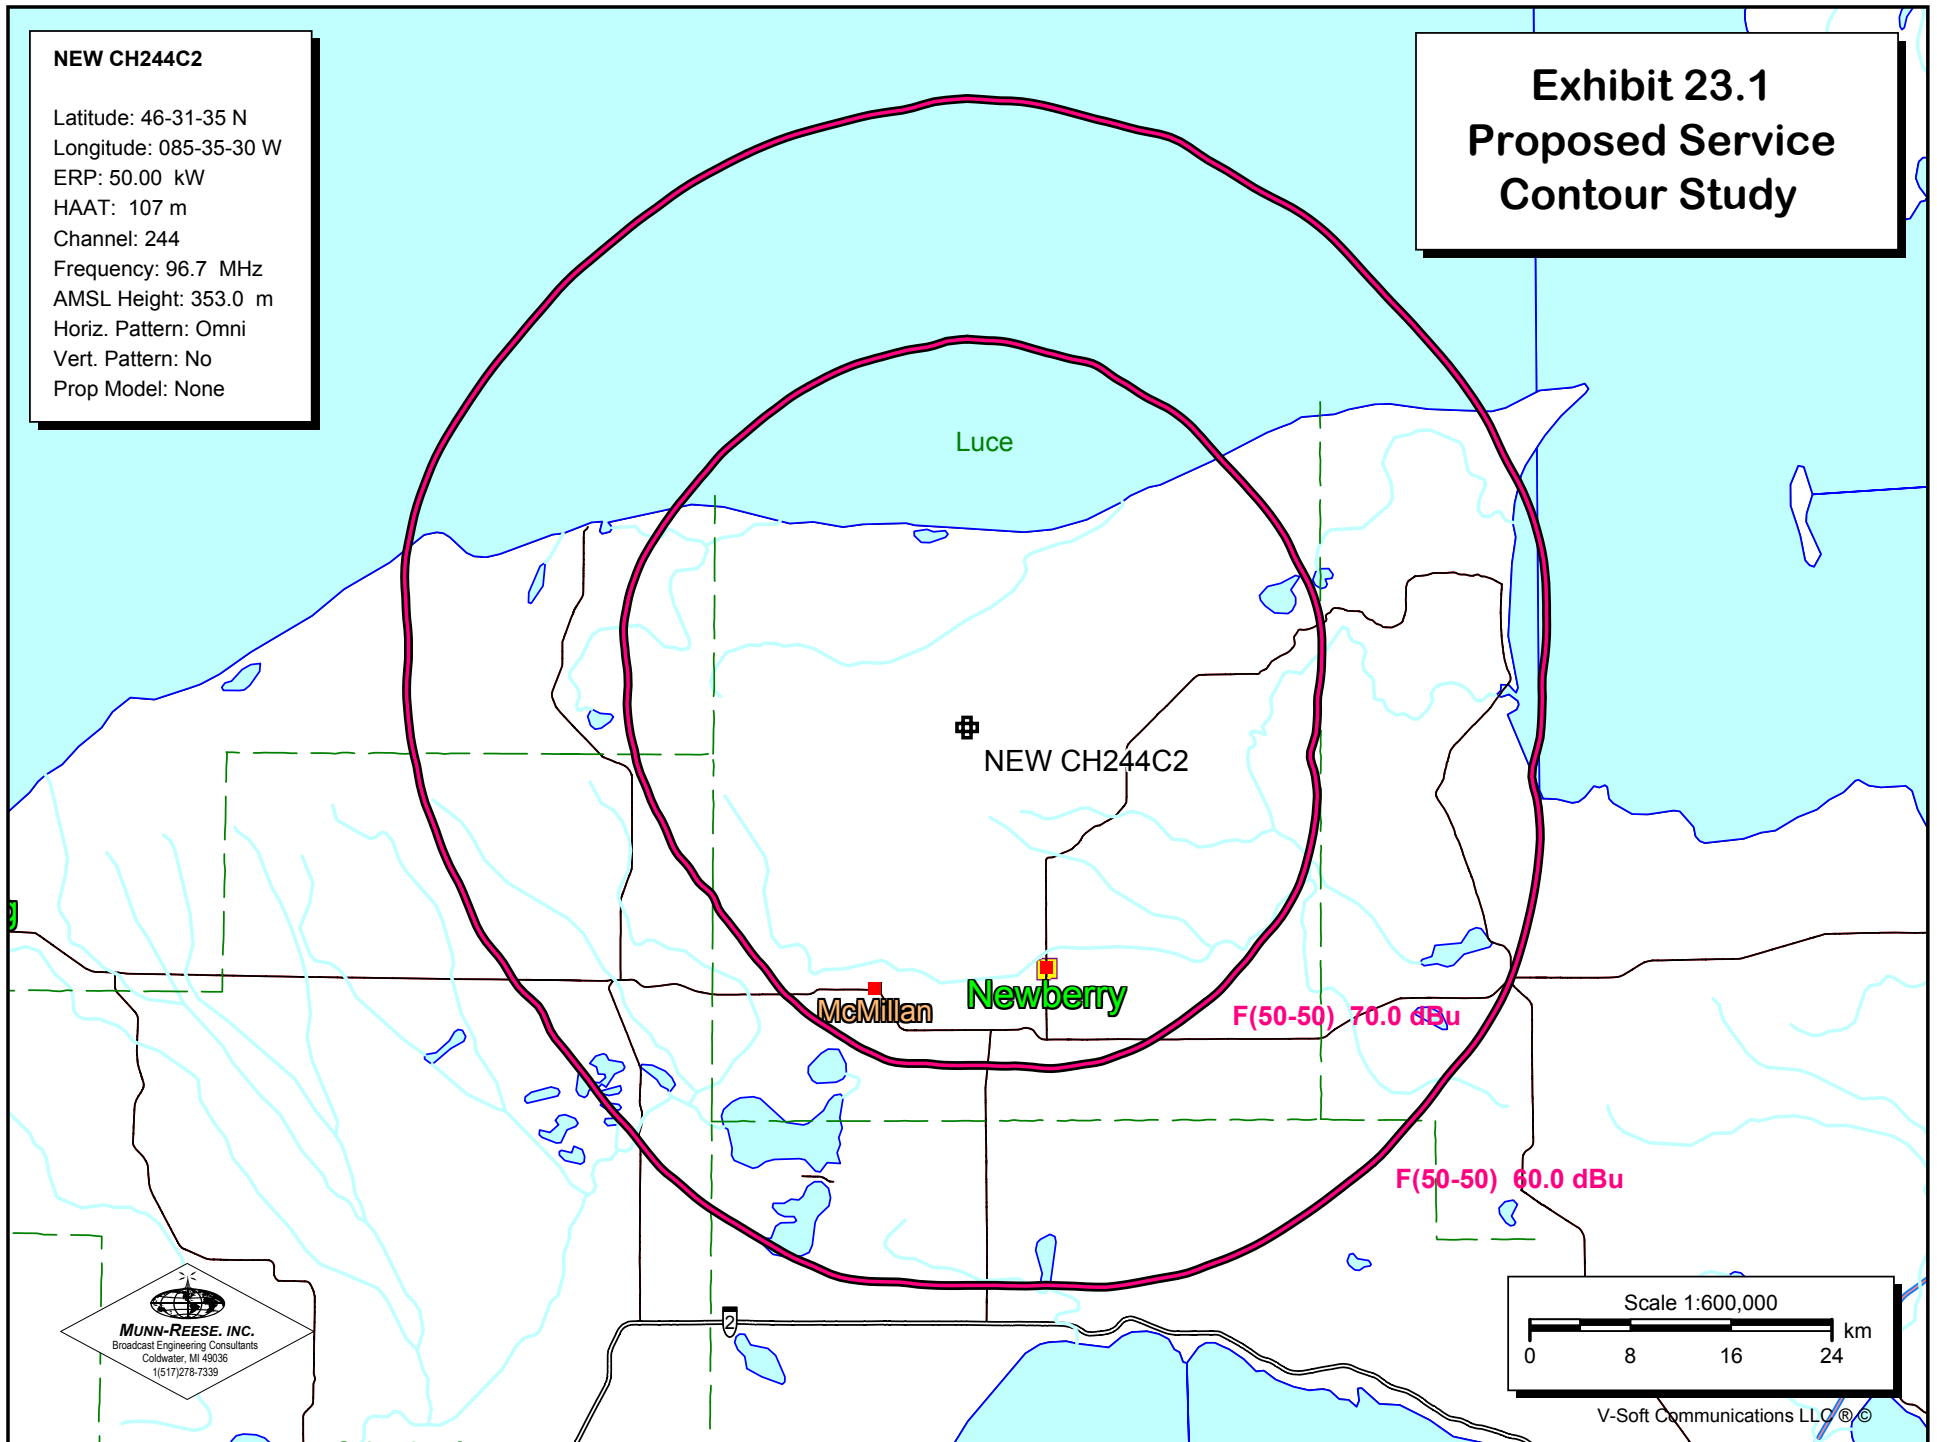 NEW CH244C2
Latitude: 46-31-35 N
Longitude: 085-35-30 W
ERP: 50.00 kW
HAAT: 107 m
Channel: 244
Frequency: 96.7 MHz
AMSL Height: 353.0 m
Horiz. Pattern: Omni
Vert. Pattern: No
Prop Model: None
Exhibit 23.1
Proposed Service
Contour Study
Luce
NEW CH244C2
g
McMillan
Newberry
F(50-50) 70.0 dBu
F(50-50) 60.0 dBu
2
MUNN-REESE. INC.
Broadcast Engineering Consultants
Coldwater, MI 49036
1(517)278-7339
Scale 1:600,000
km
0 8 16 24
V-Soft Communications LLC ® ©